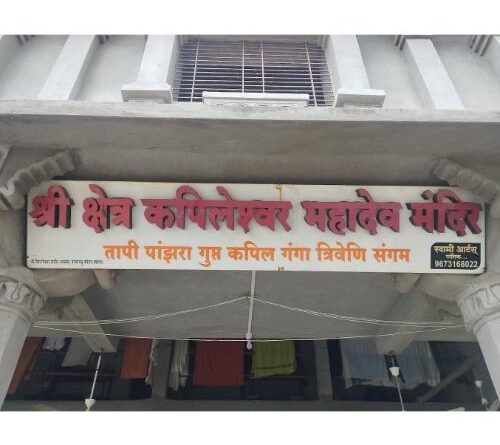 श्री क्षेत्र कपिलेश्वर महादेव मंदिर
तापी पांझरा गुप्त कपिल गंगा त्रिवेणि संगम
स्वामी आर्टस्
9673168022